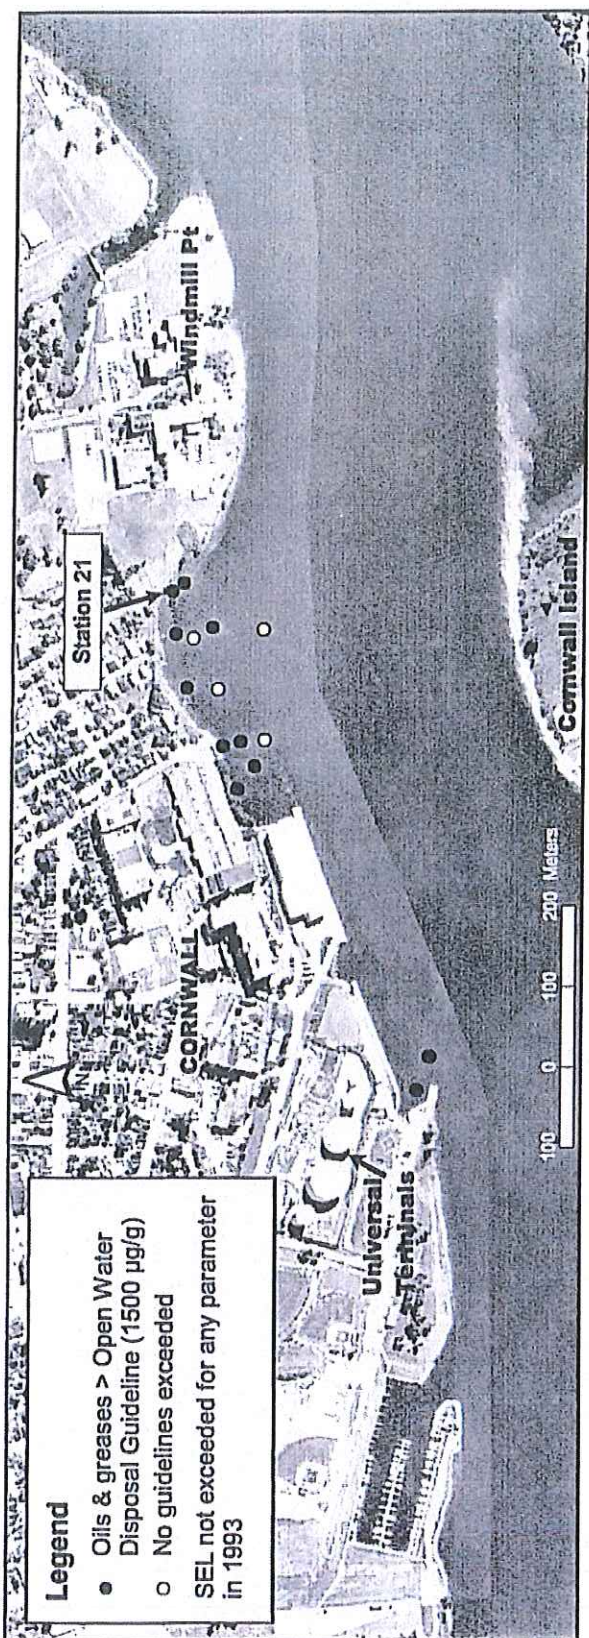 Legend
Oils & greases > Open Water
Disposal Guideline (1500 µg/g)
No guidelines exceeded
SEL not exceeded for any parameter
in 1993
N
CORNWALL
Universal
Terminals
Station 21
Windmill Pt
Cornwall Island
100 0 100 200 Meters